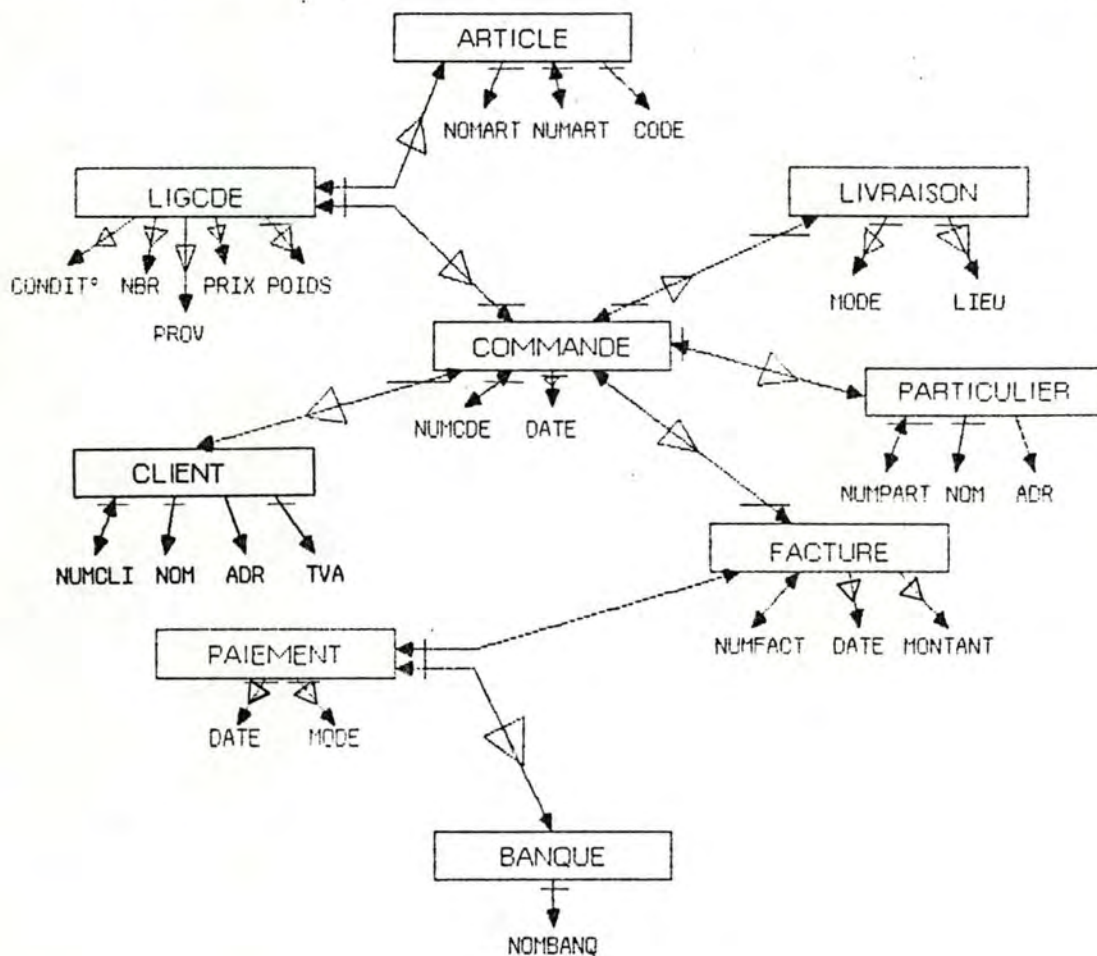 ARTICLE
NOMART NUMART CODE
LIGCDE
LIVRAISON
CONDIT° NBR PRIX POIDS
PROV
MODE LIEU
COMMANDE
PARTICULIER
NUMCDE DATE
CLIENT
NUMPART NOM ADR
FACTURE
NUMCLI NOM ADR TVA
NUMFACT DATE MONTANT
PAIEMENT
DATE MODE
BANQUE
NOMBANQ